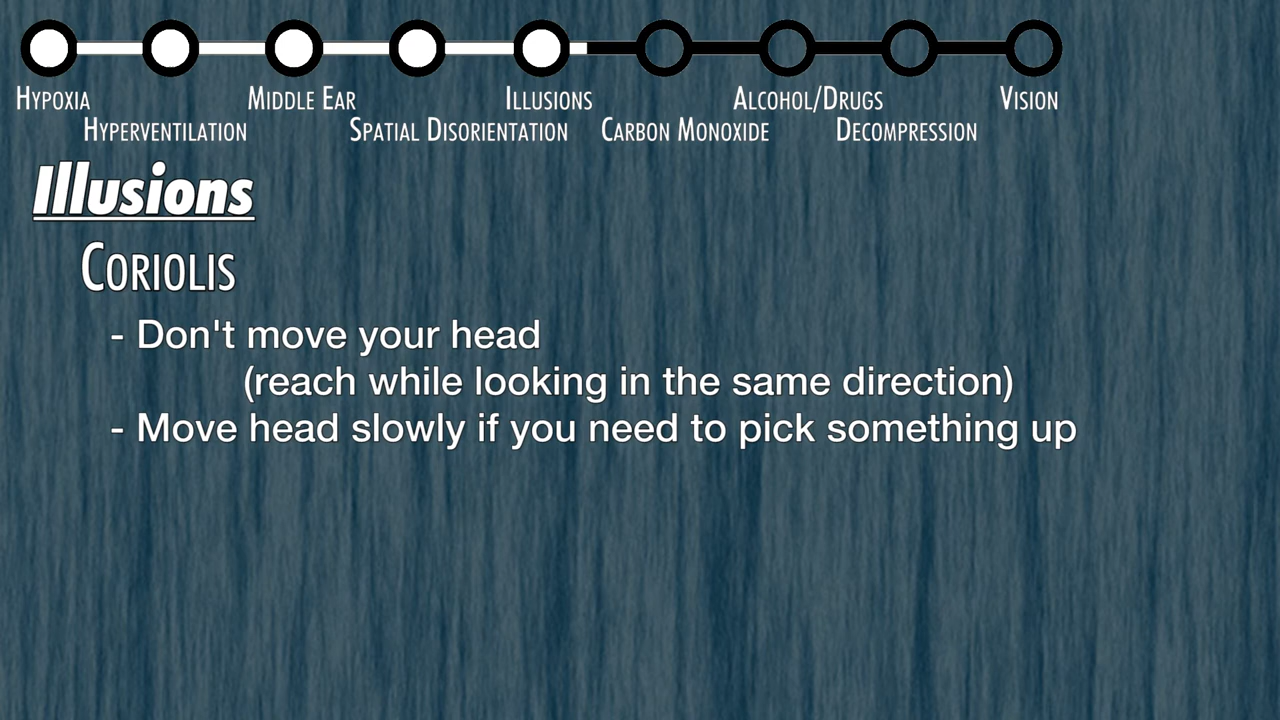 Hypoxia
Middle Ear
Illusions
Alcohol/Drugs
Vision
Hyperventilation
Spatial Disorientation
Carbon Monoxide
Decompression
Illusions
Coriolis
- Don't move your head
(reach while looking in the same direction)
- Move head slowly if you need to pick something up